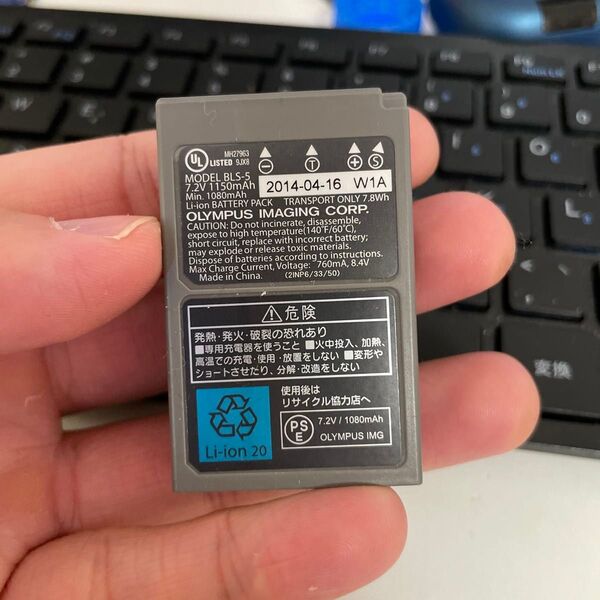 UL
LISTED
MH27963
9JX8
T
+
S
MODEL BLS-5
7.2V 1150mAh
Min. 1080mAh
2014-04-16 W1A
Li-ion BATTERY PACK TRANSPORT ONLY 7.8Wh
OLYMPUS IMAGING CORP.
CAUTION: Do not incinerate, disassemble,
expose to high temperature(140°F/60°C),
short circuit, replace with incorrect battery;
may explode or release toxic materials.
Dispose of batteries according to instructions.
Max Charge Current, Voltage: 760mA, 8.4V
Made in China. (2INP6/33/50)
危険
発熱・発火・破裂の恐れあり
■専用充電器を使うこと ■火中投入、加熱、
高温での充電・使用・放置をしない ■変形や
ショートさせたり、分解・改造をしない
使用後は
リサイクル協力店へ
Li-ion 20
PS
E
7.2V / 1080mAh
OLYMPUS IMG
変換